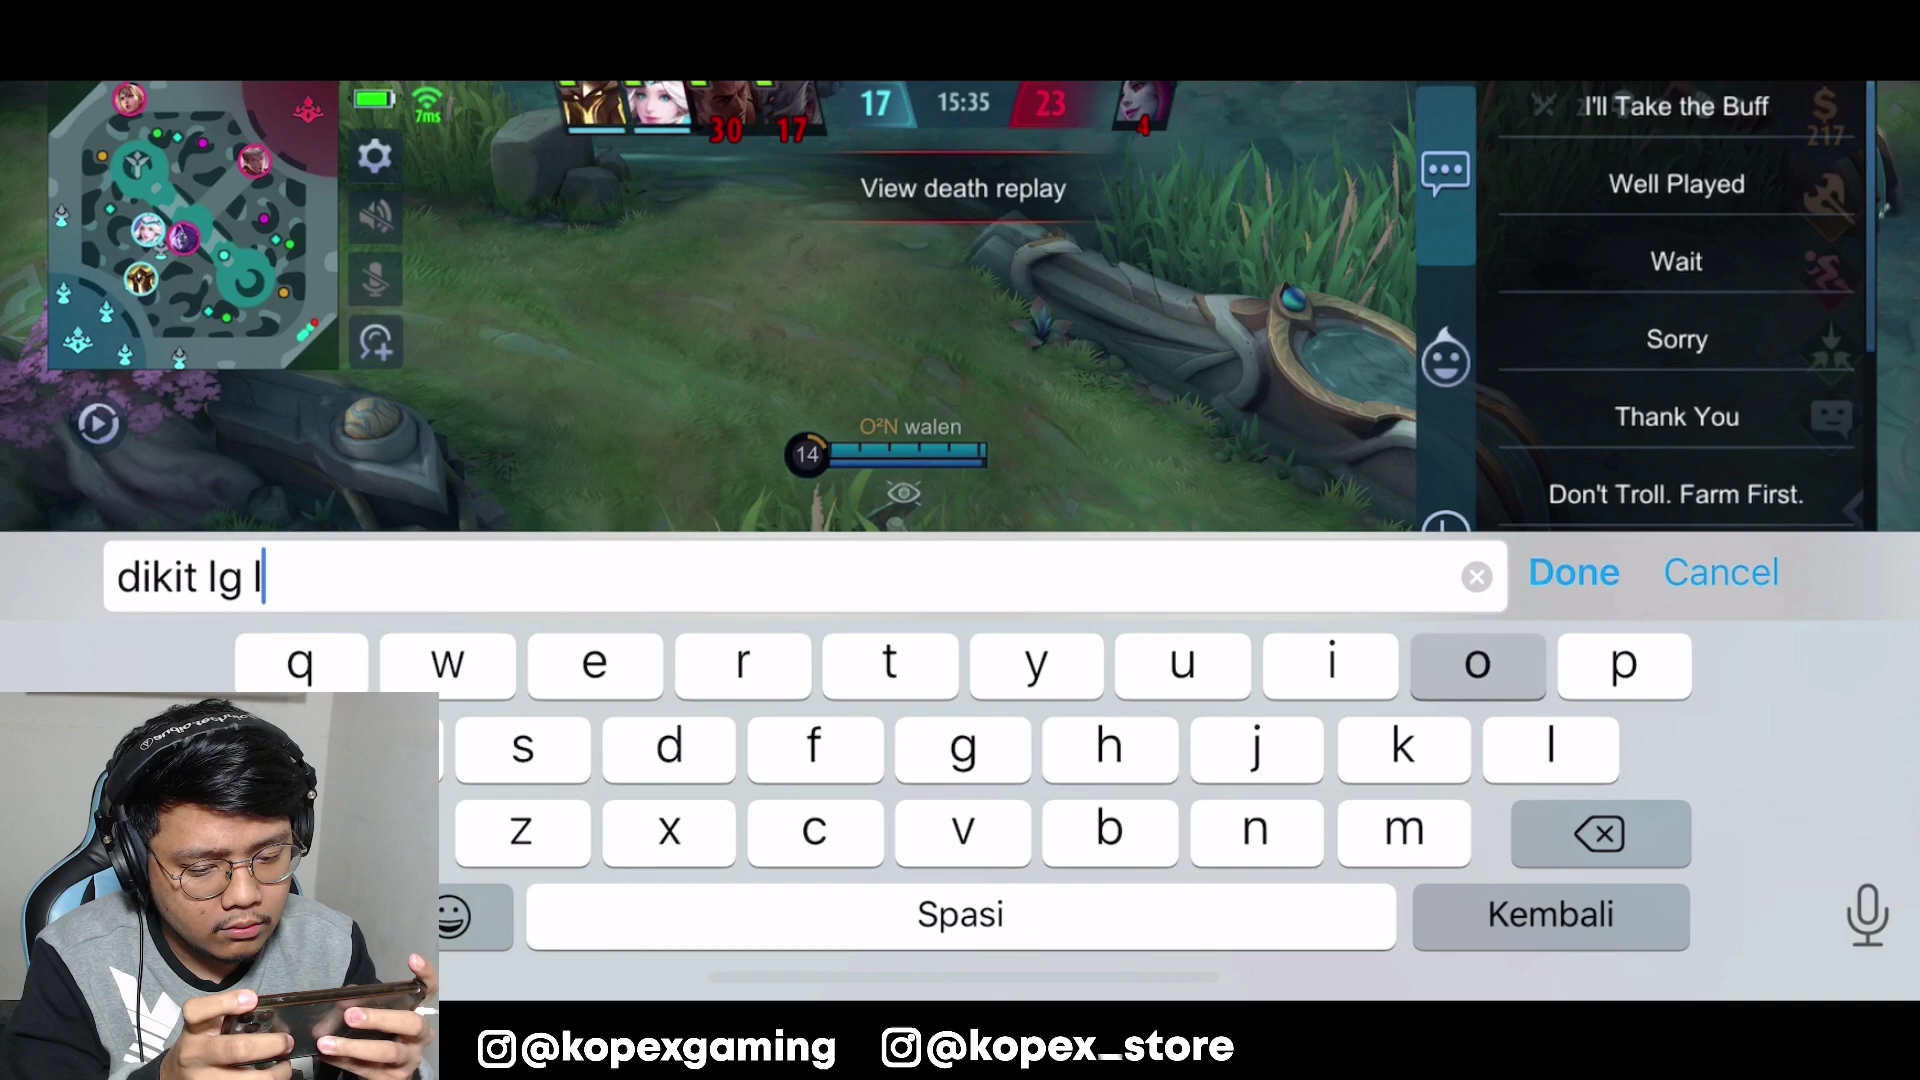 7ms
30
17
17
15:35
23
4
217
I'll Take the Buff
View death replay
Well Played
Wait
Sorry
Thank You
Don't Troll. Farm First.
O²N walen
14
dikit lg l
Done
Cancel
q w e r t y u i o p
s d f g h j k l
z x c v b n m
Spasi
Kembali
@kopexgaming
@kopex_store